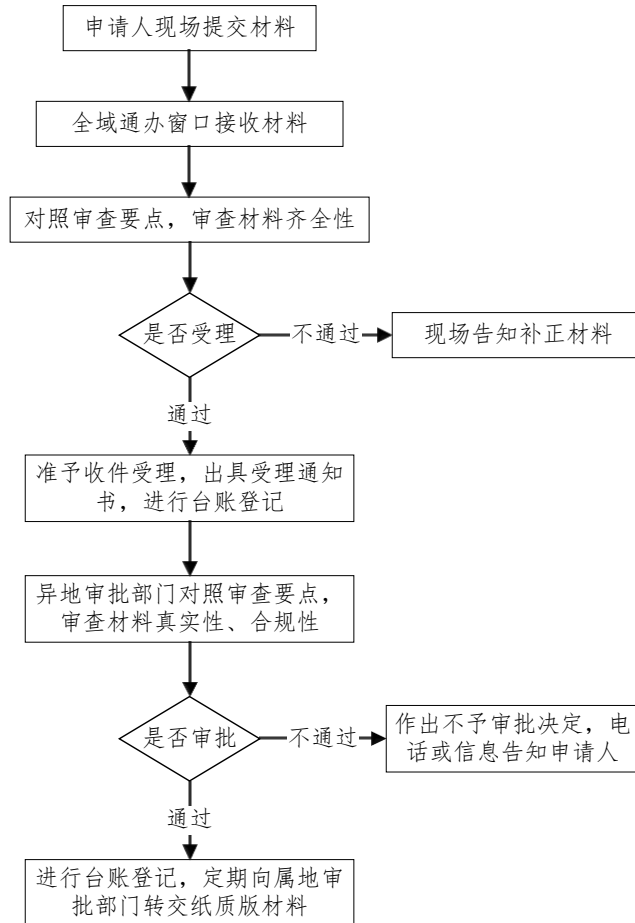 申请人现场提交材料
全域通办窗口接收材料
对照审查要点，审查材料齐全性
是否受理
不通过
现场告知补正材料
通过
准予收件受理，出具受理通知
书，进行台账登记
异地审批部门对照审查要点，
审查材料真实性、合规性
是否审批
不通过
作出不予审批决定，电
话或信息告知申请人
通过
进行台账登记，定期向属地审
批部门转交纸质版材料